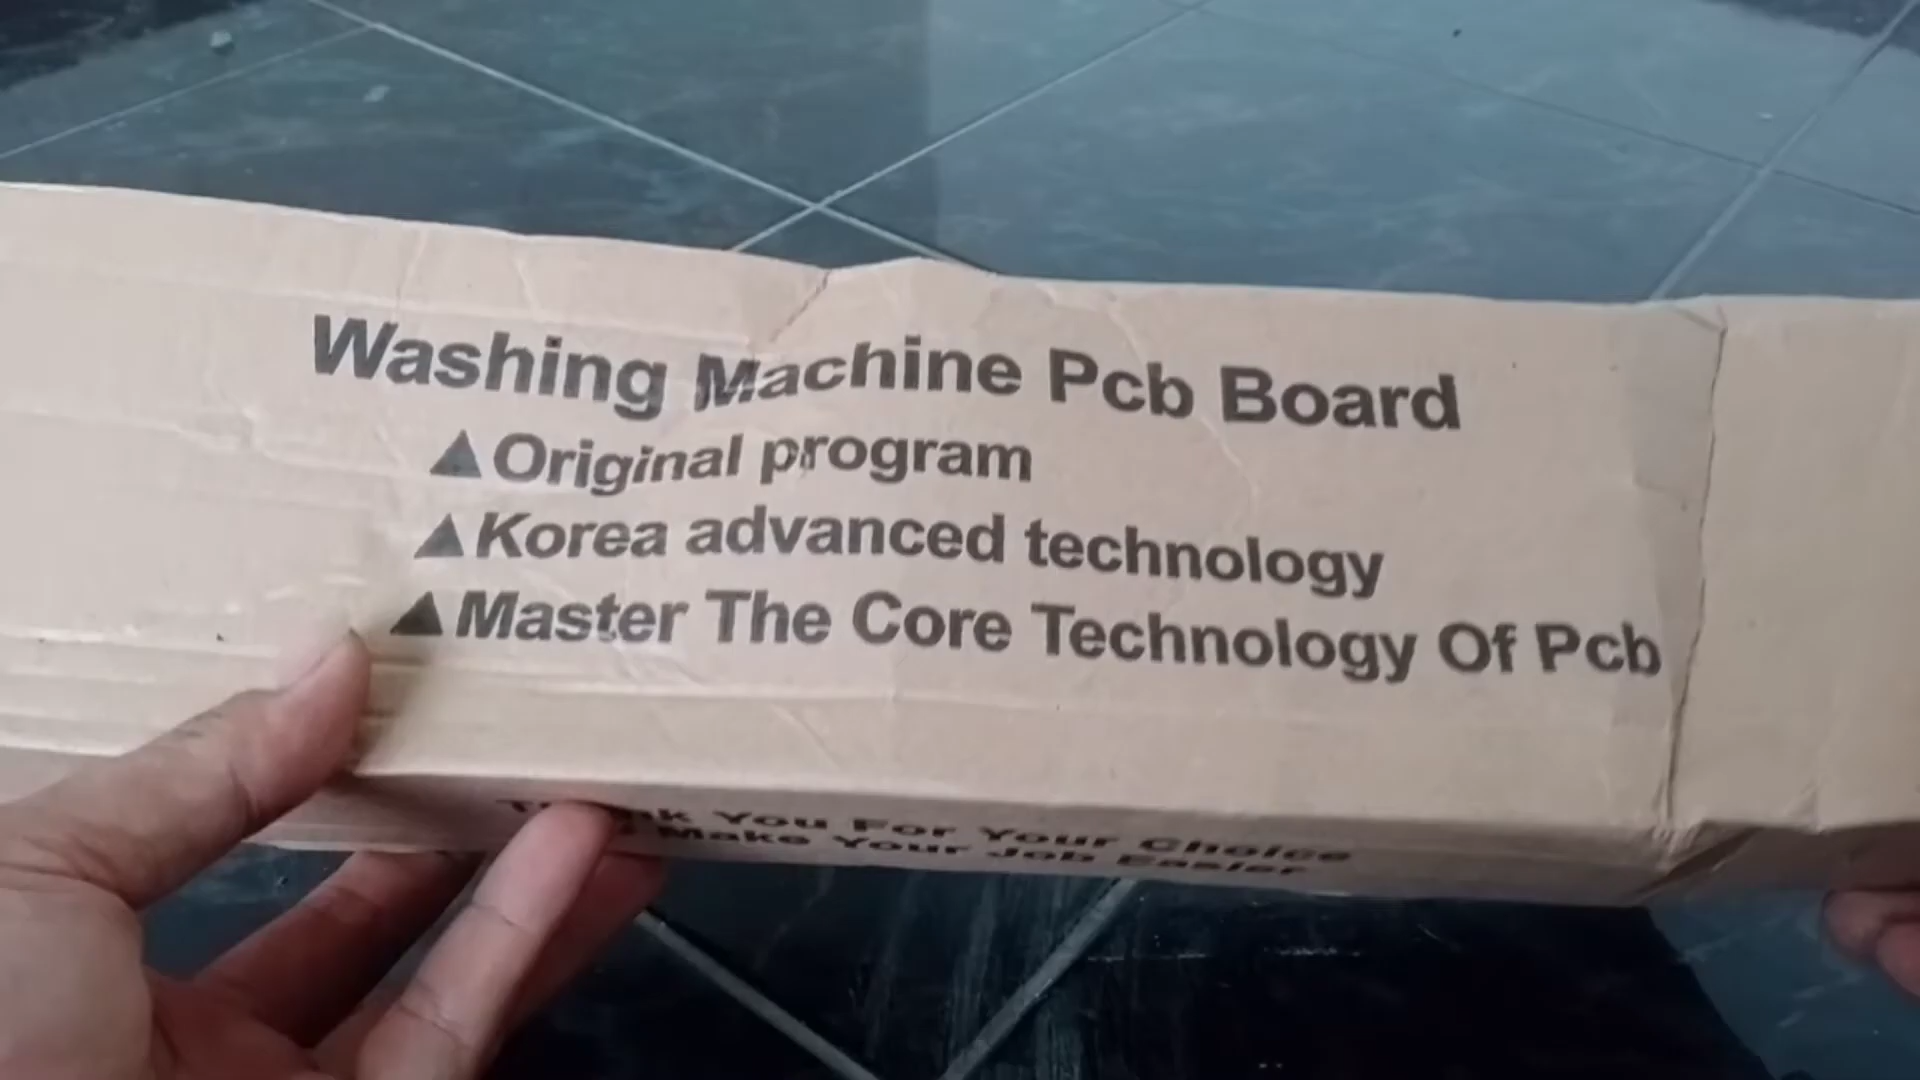 Washing Machine Pcb Board
▲Original program
▲Korea advanced technology
▲Master The Core Technology Of Pcb
You For Your Choice
Make Your Job Easier